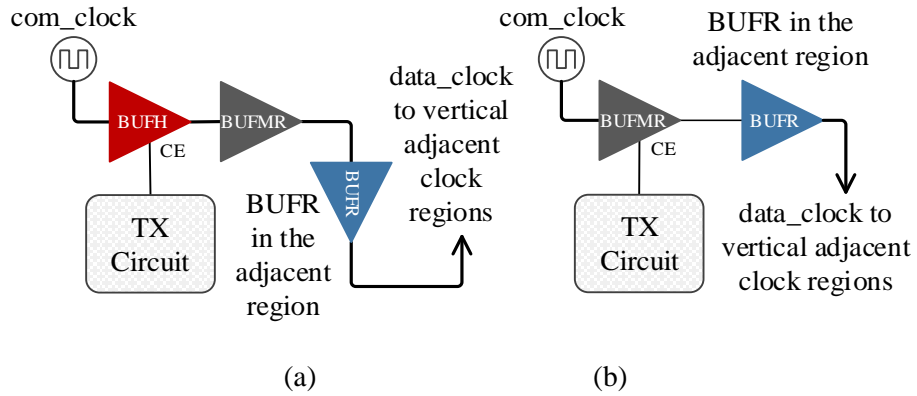 com_clock
BUFH
BUFMR
CE
TX
Circuit
BUFR
BUFR
in the
adjacent
region
data_clock
to vertical
adjacent
clock
regions
(a)
com_clock
BUFR in the
adjacent region
BUFMR
BUFR
CE
TX
Circuit
data_clock to
vertical adjacent
clock regions
(b)